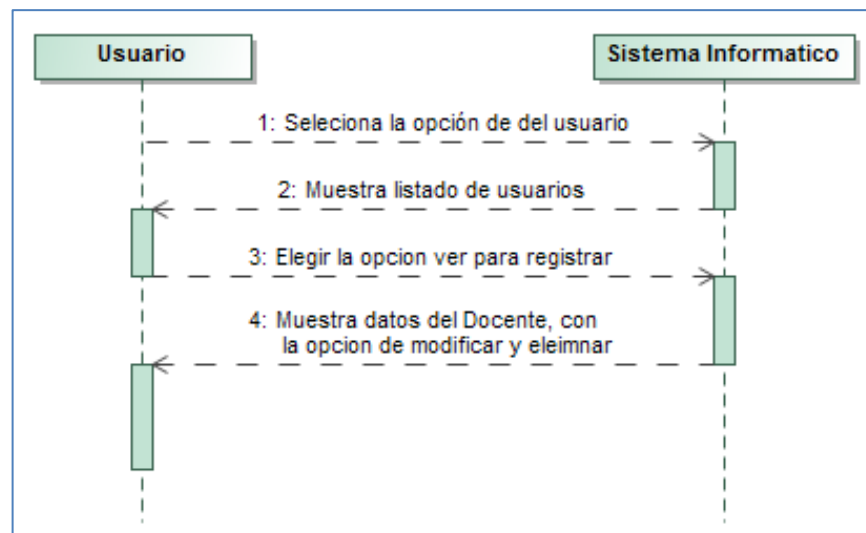 Usuario
Sistema Informatico
1: Seleciona la opción de del usuario
2: Muestra listado de usuarios
3: Elegir la opcion ver para registrar
4: Muestra datos del Docente, con
la opcion de modificar y eleimnar